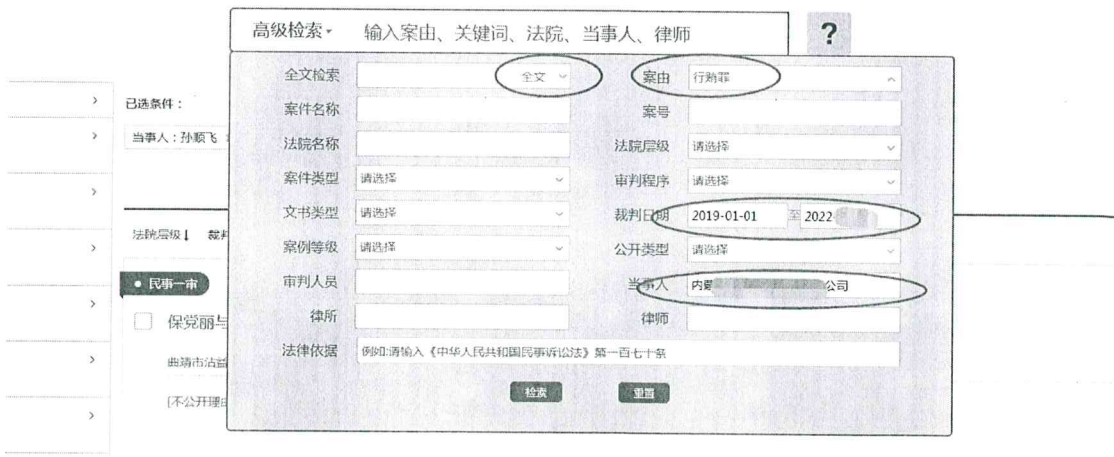 高级检索 输入案由、关键词、法院、当事人、律师 ?
全文检索 全文 案由 行贿罪
已选条件：
案件名称 案号
当事人：孙顺飞
法院名称 法院层级 请选择
案件类型 请选择 审判程序 请选择
文书类型 请选择 裁判日期 2019-01-01 至 2022-
法院层级↓ 裁判
案例等级 请选择 公开类型 请选择
民事一审
审判人员 当事人 内蒙 公司
保党丽与
律所 律师
法律依据 例如:请输入《中华人民共和国民事诉讼法》第一百七十条
曲靖市沾益
检索 重置
[不公开理由